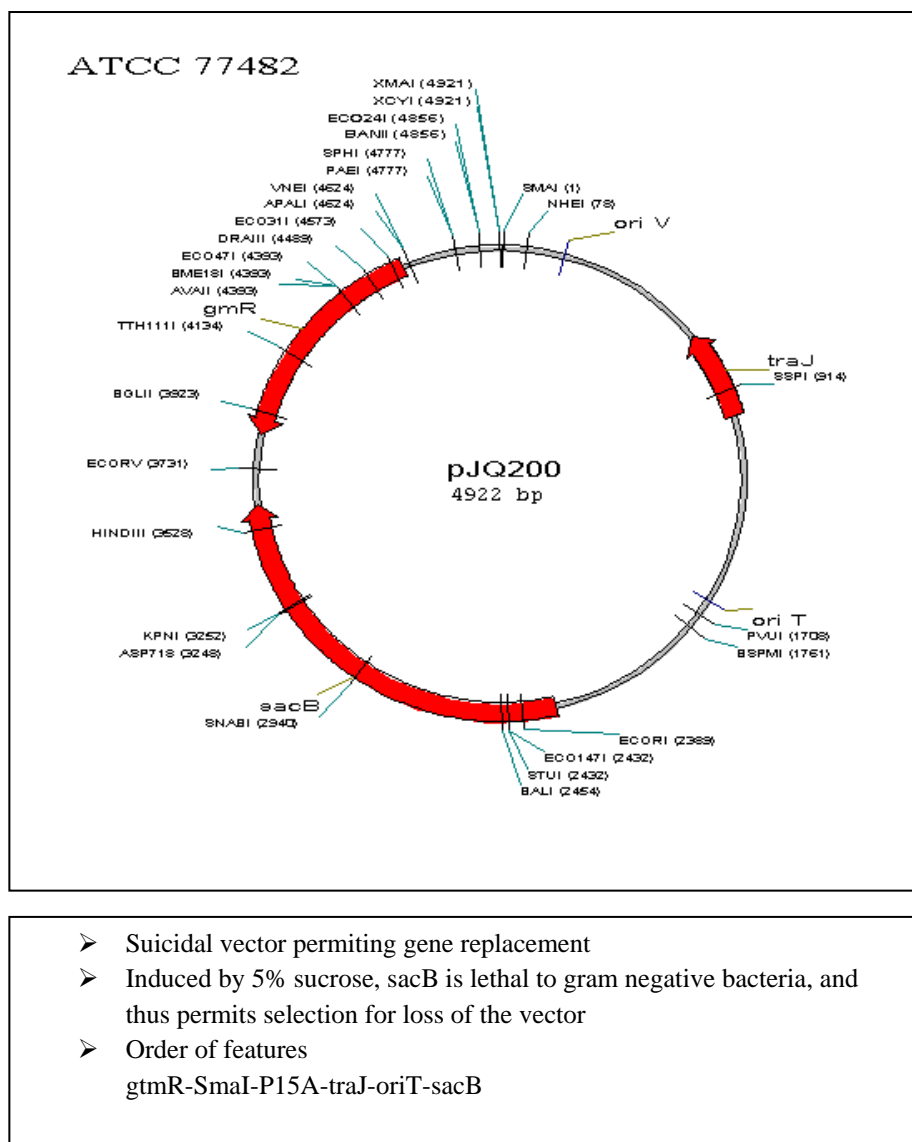 ATCC 77482
XMAI (4921)
XCYI (4921)
ECO24I (4856)
BANII (4856)
SPHI (4777)
PAEI (4777)
VNEI (4624)
APALI (4624)
ECO31I (4573)
DRAIII (4489)
ECO47I (4393)
BME18I (4393)
AVAII (4393)
gmR
TTH111I (4134)
BGLII (3923)
ECORV (3731)
HINDIII (3528)
KPNI (3252)
ASP718 (3248)
sacB
SNABI (2940)
SMAI (1)
NHEI (78)
ori V
traJ
SSPI (914)
pJQ200
4922 bp
ori T
PVUI (1708)
BSPMI (1761)
ECORI (2389)
ECO147I (2432)
STUI (2432)
BALI (2454)
➢ Suicidal vector permiting gene replacement
➢ Induced by 5% sucrose, sacB is lethal to gram negative bacteria, and
thus permits selection for loss of the vector
➢ Order of features
gtmR-SmaI-P15A-traJ-oriT-sacB